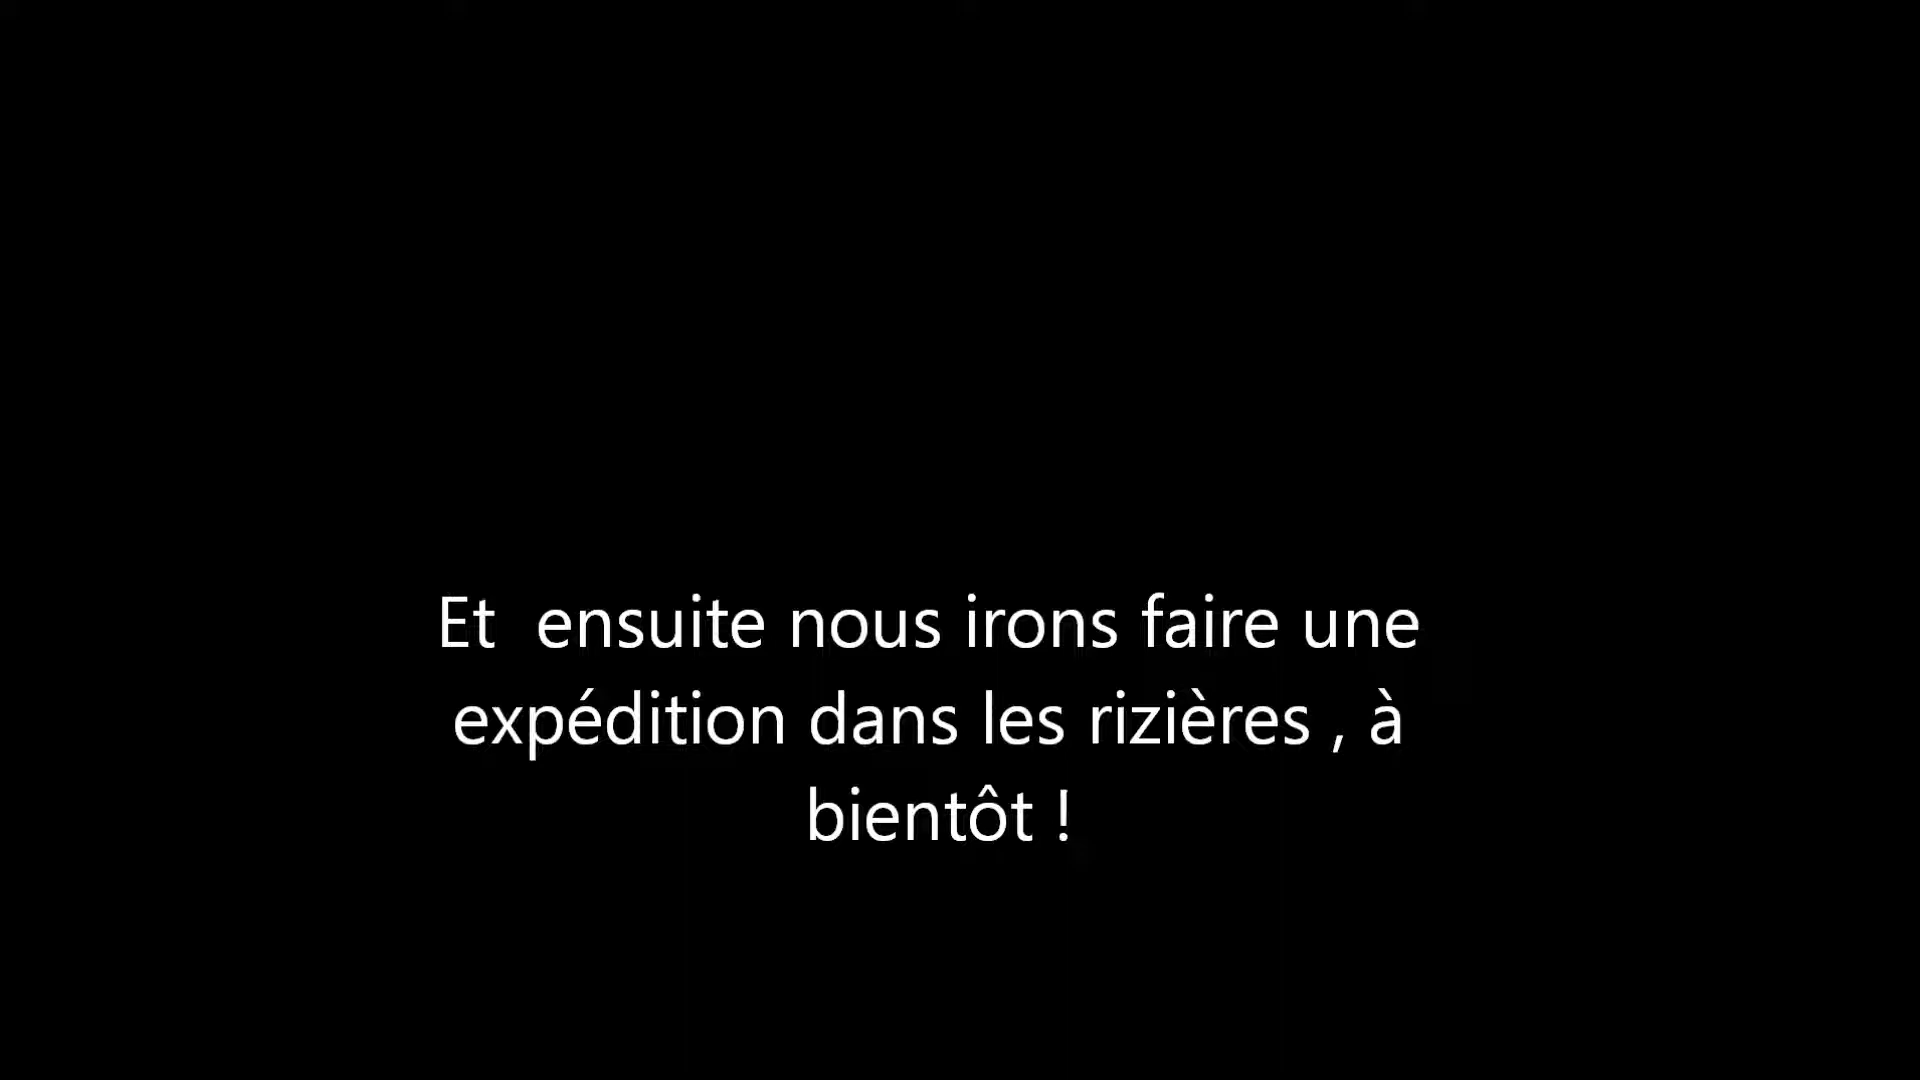 Et  ensuite nous irons faire une
expédition dans les rizières , à
bientôt !